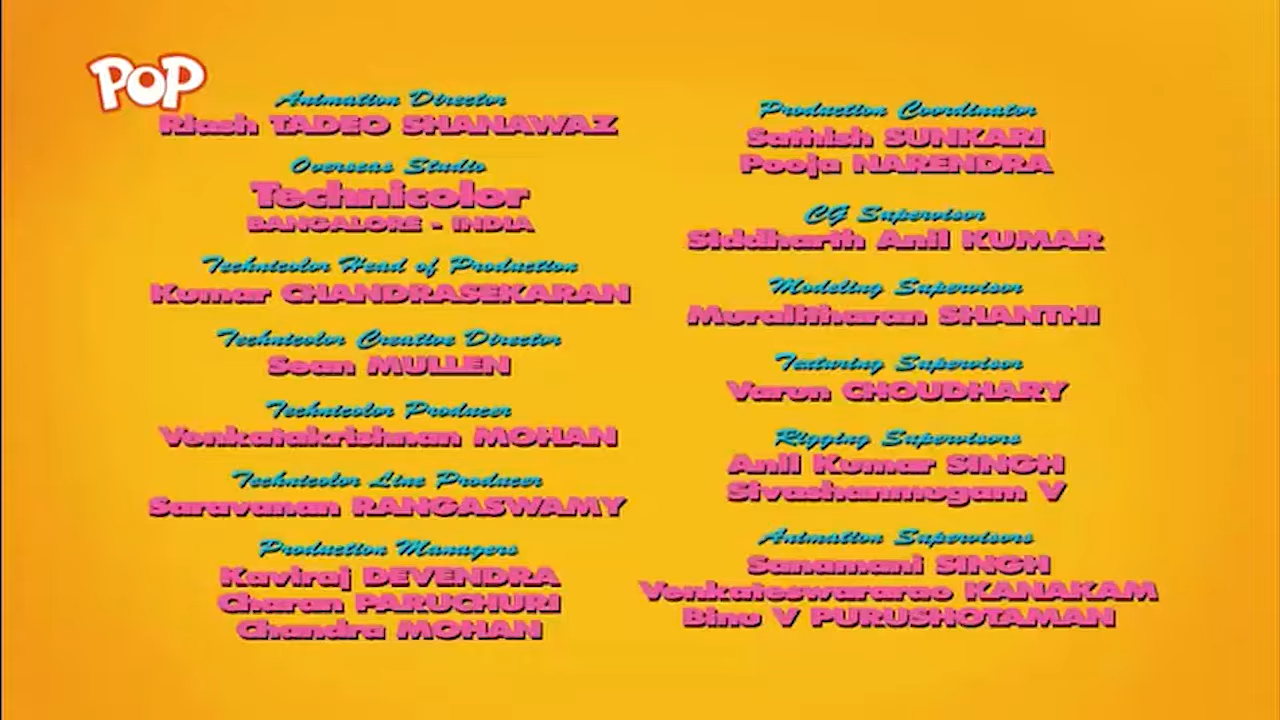 POP
Animation Director
Riash TADEO SHANAWAZ
Overseas Studio
Technicolor
BANGALORE - INDIA
Technicolor Head of Production
Kumar CHANDRASEKARAN
Technicolor Creative Director
Sean MULLEN
Technicolor Producer
Venkatakrishnan MOHAN
Technicolor Line Producer
Saravanan RANGASWAMY
Production Managers
Kaviraj DEVENDRA
Charan PARUCHURI
Chandra MOHAN
Production Coordinator
Sathish SUNKARI
Pooja NARENDRA
CG Supervisor
Siddharth Anil KUMAR
Modeling Supervisor
Muralitharan SHANTHI
Texturing Supervisor
Varun CHOUDHARY
Rigging Supervisors
Anil Kumar SINGH
Sivashanmugam V
Animation Supervisors
Sanamani SINGH
Venkateswararao KANAKAM
Bino V PURUSHOTAMAN